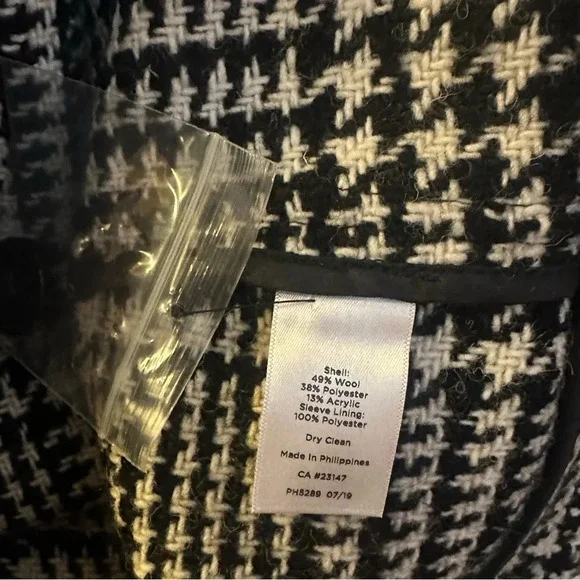 Shell:
49% Wool
38% Polyester
13% Acrylic
Sleeve Lining:
100% Polyester
Dry Clean
Made In Philippines
CA #23147
PH8289 07/19